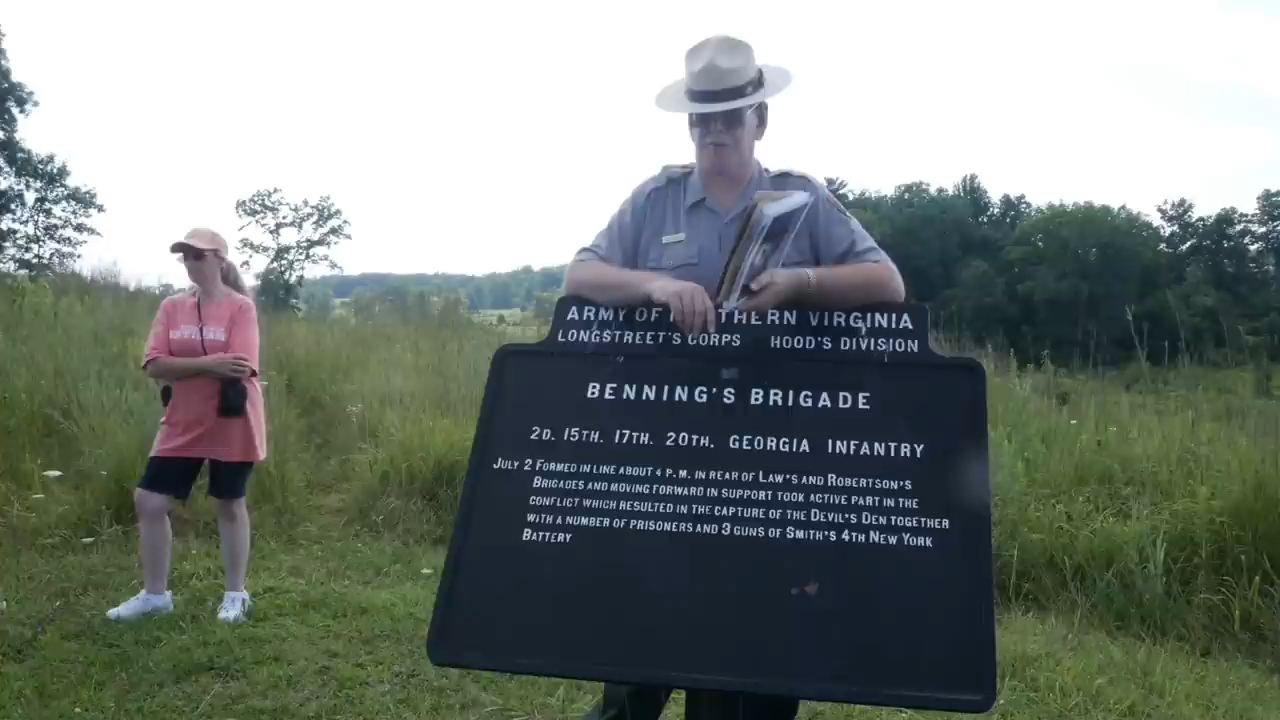 ARMY OF THERN VIRGINIA
LONGSTREET'S CORPS HOOD'S DIVISION
BENNING'S BRIGADE
2D. 15TH. 17TH. 20TH. GEORGIA INFANTRY
JULY 2 FORMED IN LINE ABOUT 4 P.M. IN REAR OF LAW'S AND ROBERTSON'S
BRIGADES AND MOVING FORWARD IN SUPPORT TOOK ACTIVE PART IN THE
CONFLICT WHICH RESULTED IN THE CAPTURE OF THE DEVIL'S DEN TOGETHER
WITH A NUMBER OF PRISONERS AND 3 GUNS OF SMITH'S 4TH NEW YORK
BATTERY